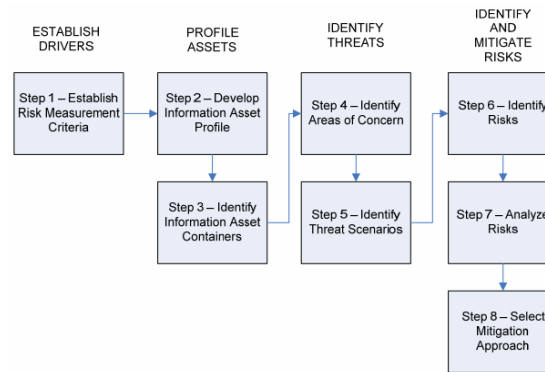 ESTABLISH
DRIVERS
PROFILE
ASSETS
IDENTIFY
THREATS
IDENTIFY
AND
MITIGATE
RISKS
Step 1 – Establish
Risk Measurement
Criteria
Step 2 – Develop
Information Asset
Profile
Step 3 – Identify
Information Asset
Containers
Step 4 – Identify
Areas of Concern
Step 5 – Identify
Threat Scenarios
Step 6 – Identify
Risks
Step 7 – Analyze
Risks
Step 8 – Select
Mitigation
Approach